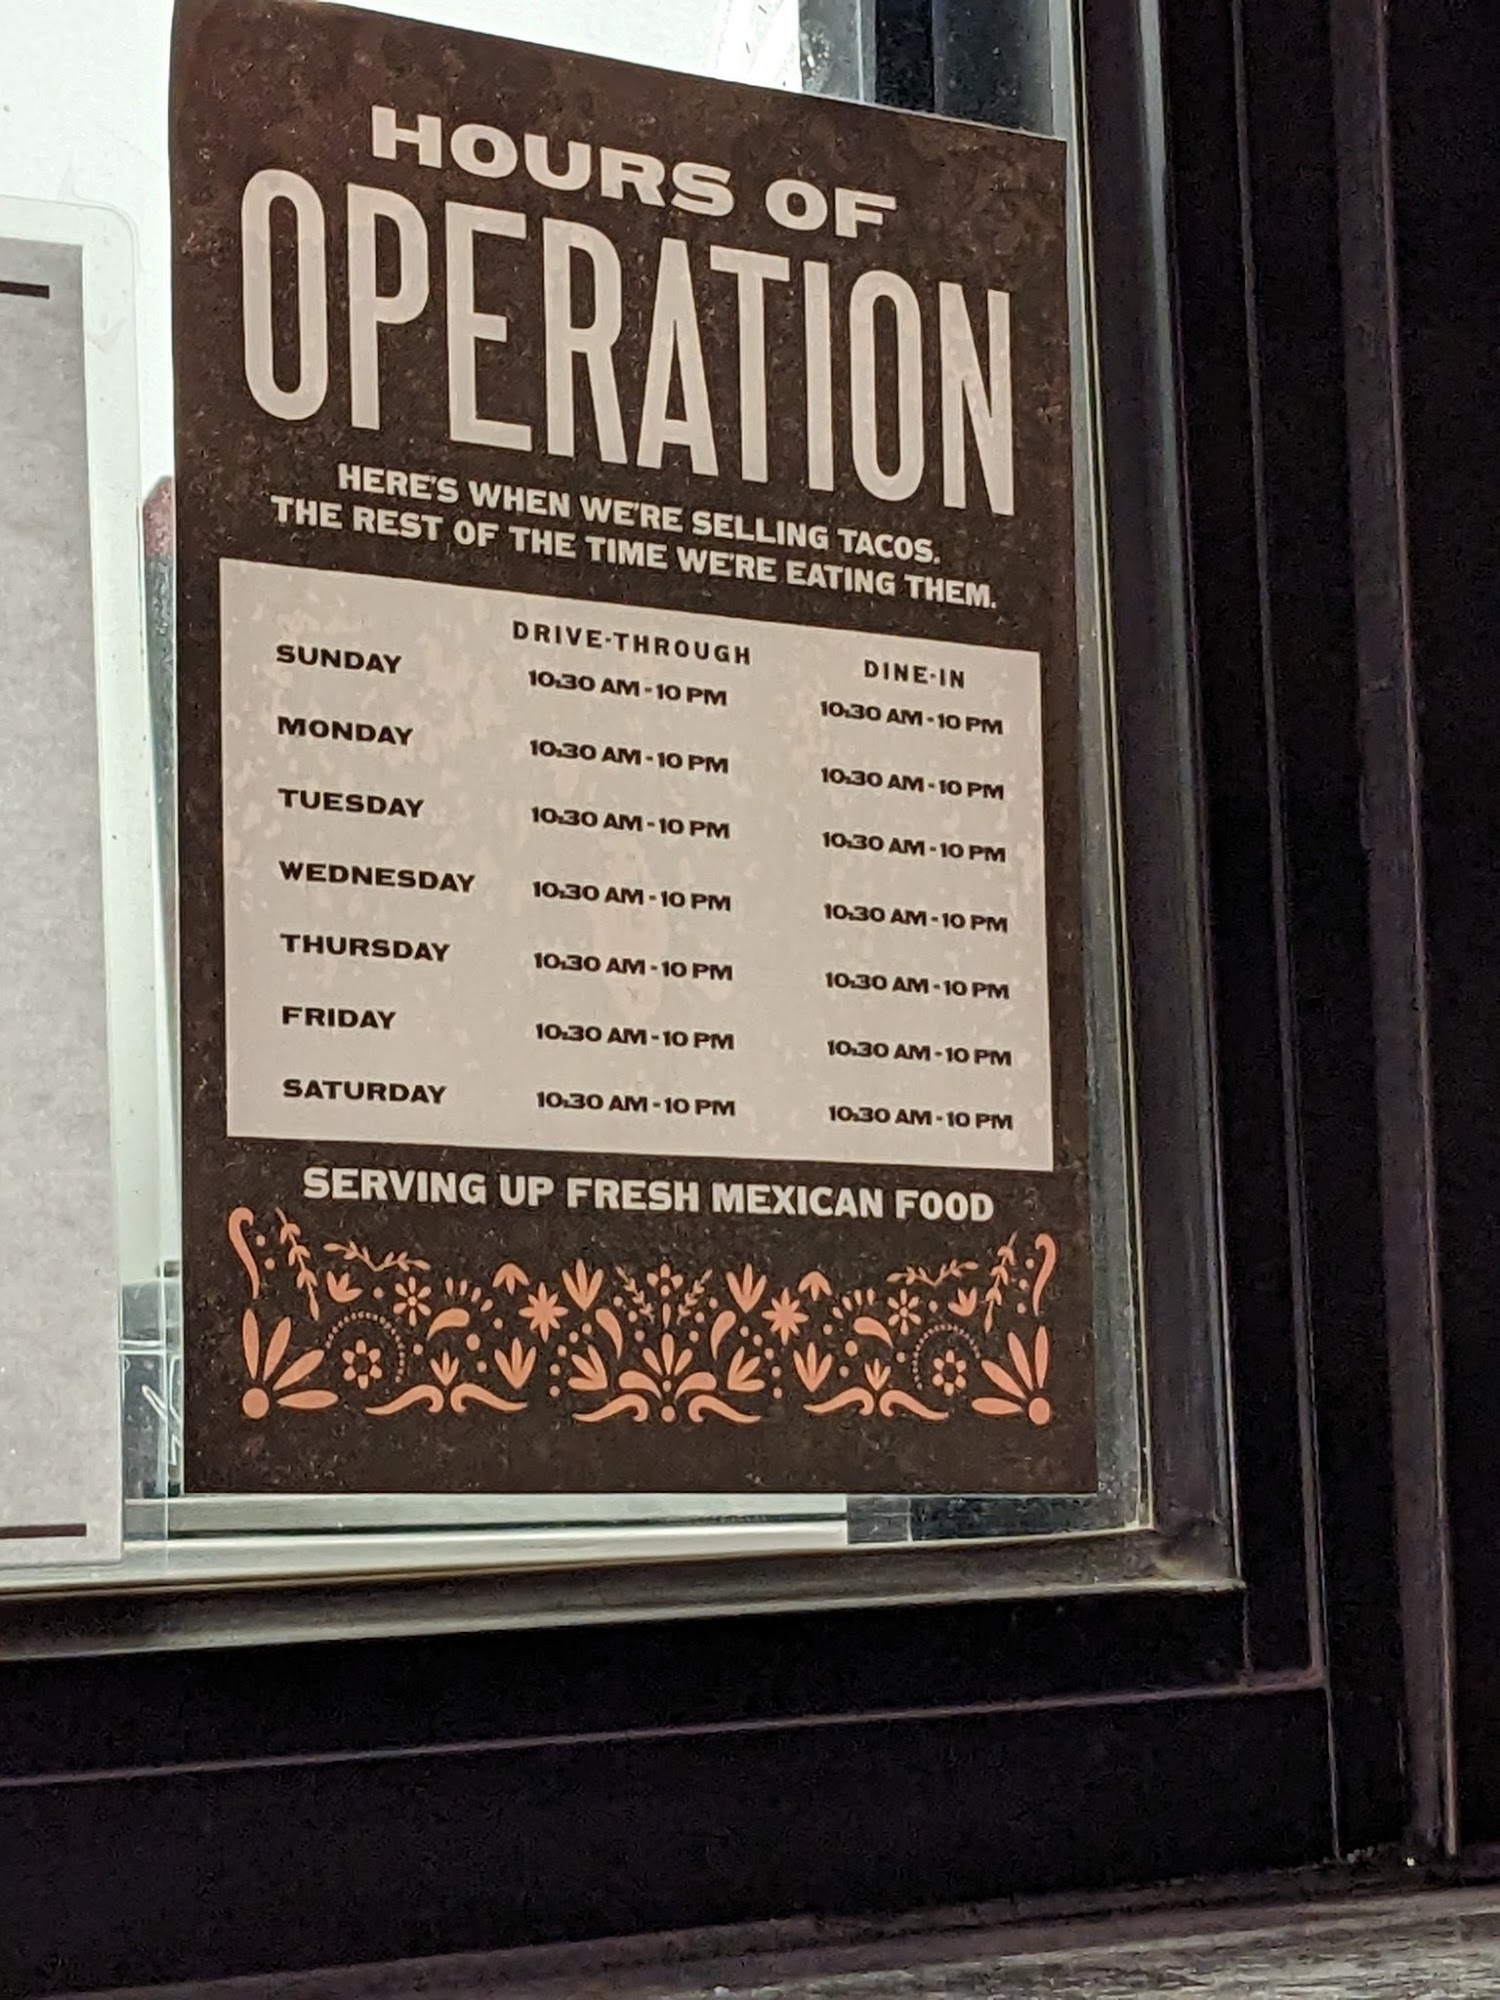 HOURS OF
OPERATION
HERE'S WHEN WE'RE SELLING TACOS.
THE REST OF THE TIME WE'RE EATING THEM.
DRIVE-THROUGH DINE-IN
SUNDAY 10:30 AM - 10 PM 10:30 AM - 10 PM
MONDAY 10:30 AM - 10 PM 10:30 AM - 10 PM
TUESDAY 10:30 AM - 10 PM 10:30 AM - 10 PM
WEDNESDAY 10:30 AM - 10 PM 10:30 AM - 10 PM
THURSDAY 10:30 AM - 10 PM 10:30 AM - 10 PM
FRIDAY 10:30 AM - 10 PM 10:30 AM - 10 PM
SATURDAY 10:30 AM - 10 PM 10:30 AM - 10 PM
SERVING UP FRESH MEXICAN FOOD